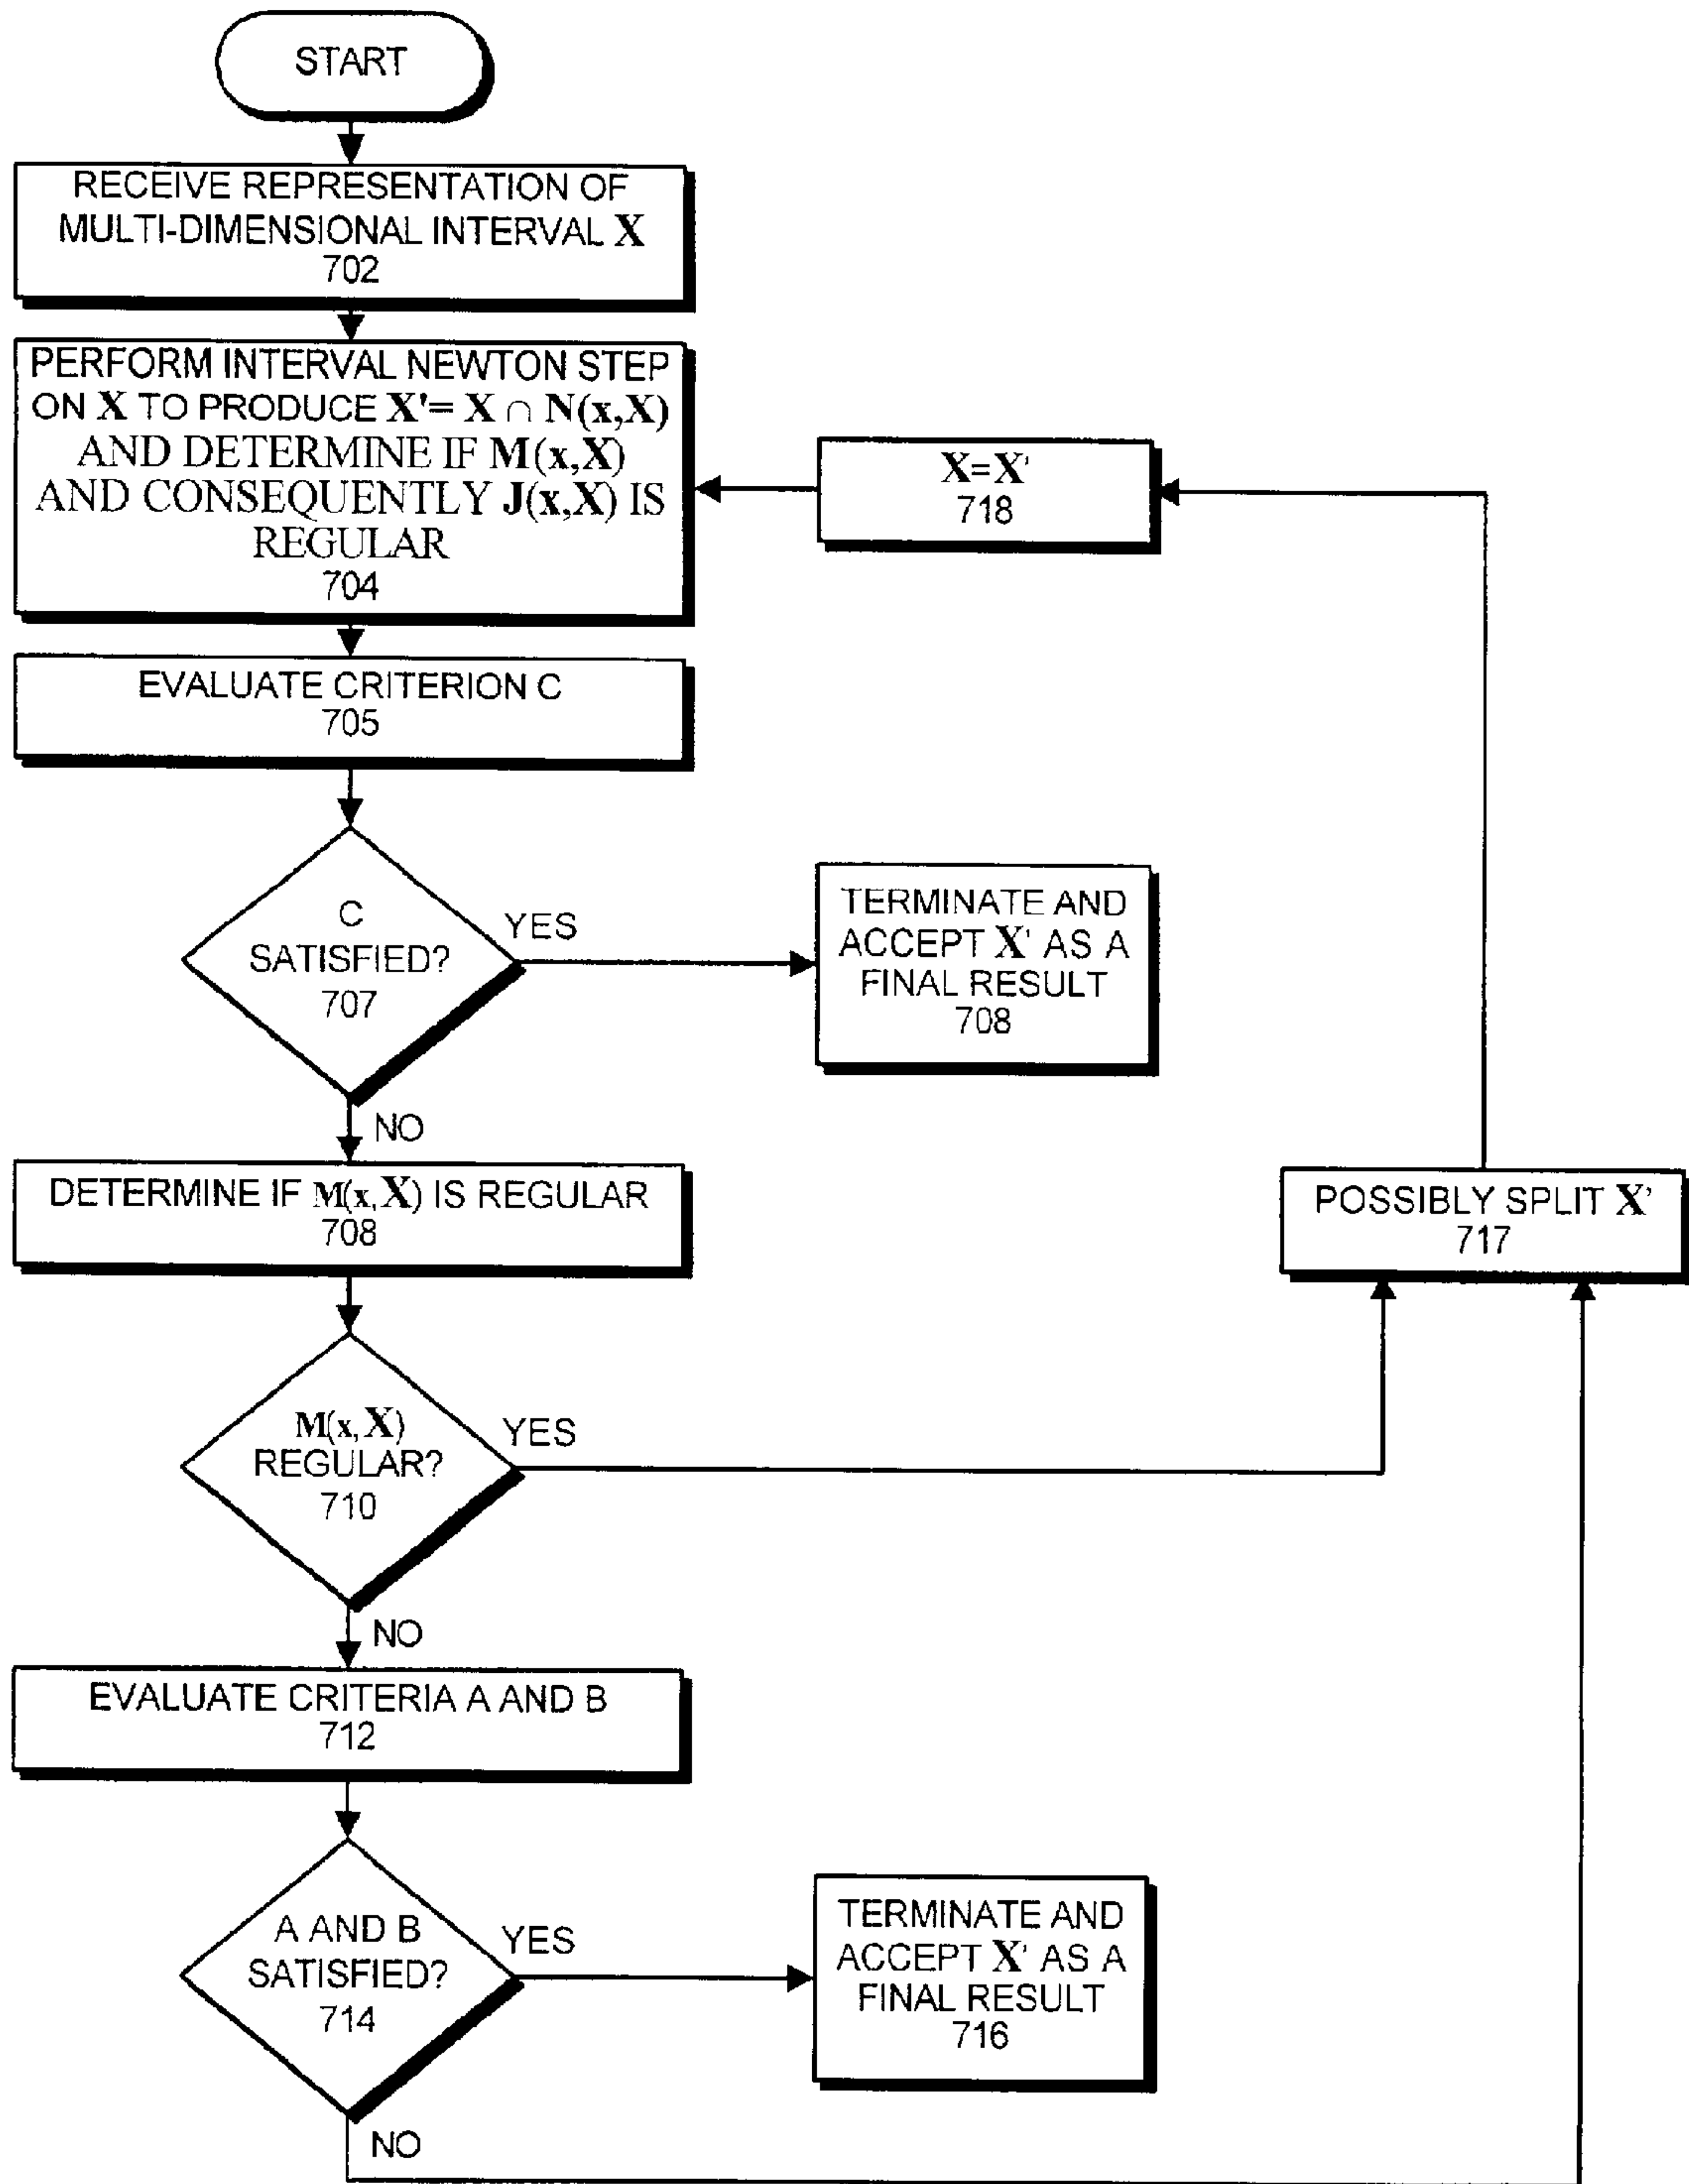 START
RECEIVE REPRESENTATION OF
MULTI-DIMENSIONAL INTERVAL X
702
PERFORM INTERVAL NEWTON STEP
ON X TO PRODUCE X'= X ∩ N(x,X)
AND DETERMINE IF M(x,X)
AND CONSEQUENTLY J(x,X) IS
REGULAR
704
X=X'
718
EVALUATE CRITERION C
705
C
SATISFIED?
707
YES
TERMINATE AND
ACCEPT X' AS A
FINAL RESULT
708
NO
DETERMINE IF M(x,X) IS REGULAR
708
POSSIBLY SPLIT X'
717
M(x,X)
REGULAR?
710
YES
NO
EVALUATE CRITERIA A AND B
712
A AND B
SATISFIED?
714
YES
TERMINATE AND
ACCEPT X' AS A
FINAL RESULT
716
NO